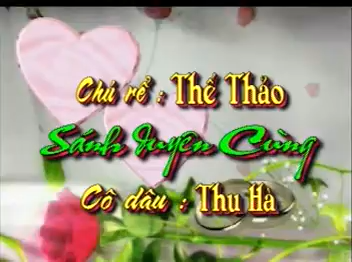 Chú rể : Thế Thảo
Sánh Duyên Cùng
Cô dâu : Thu Hà